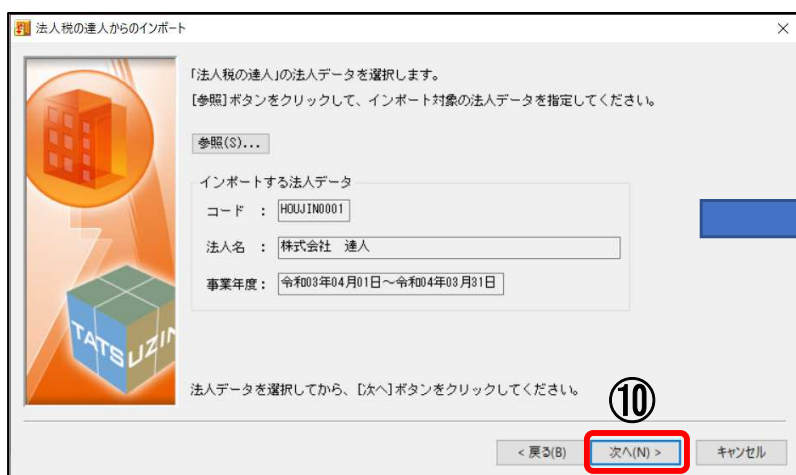 法人税の達人からのインポート
「法人税の達人」の法人データを選択します。
[参照]ボタンをクリックして、インポート対象の法人データを指定してください。
参照(S)...
インポートする法人データ
コード : HOUJIN0001
法人名 : 株式会社 達人
事業年度: 令和03年04月01日～令和04年03月31日
TATSUZIN
法人データを選択してから、[次へ]ボタンをクリックしてください。
⑩
< 戻る(B) 次へ(N) > キャンセル